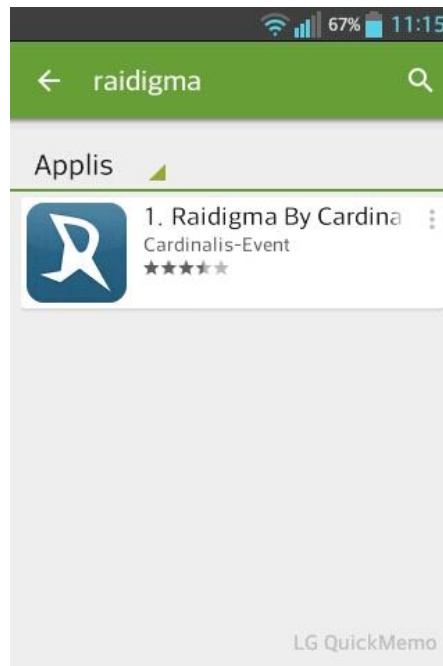 67% 11:15
raidigma
Applis
1. Raidigma By Cardina
Cardinalis-Event
LG QuickMemo